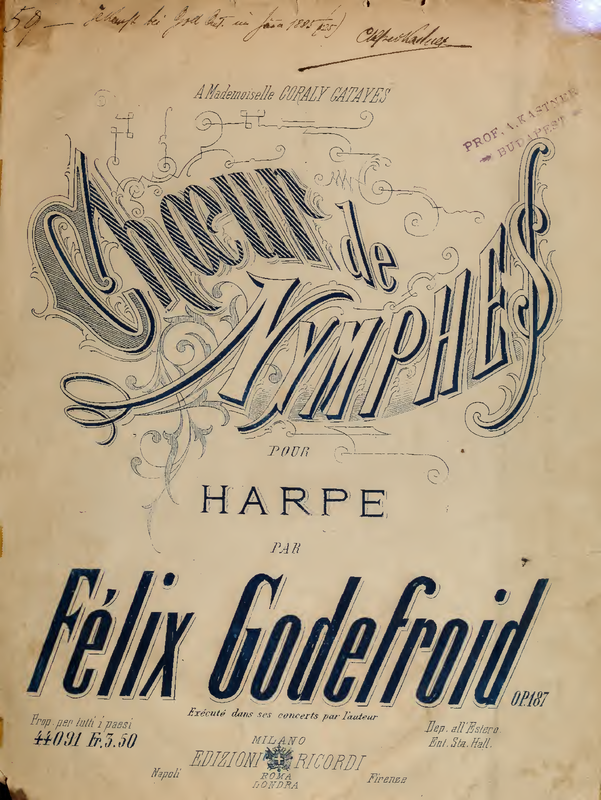 59 —
A Mademoiselle CORALY GATAYES
PROF. A. KASTNER
BUDAPEST
Chœur de
NYMPHES
POUR
HARPE
PAR
Félix Godefroid
OP. 187
Exécuté dans ses concerts par l'auteur
Prop. per tutti i paesi
44091 Fr. 3.50
Dep. all'Estero
Ent. Sta. Hall.
MILANO
EDIZIONI RICORDI
Napoli ROMA Firenze
LONDRA